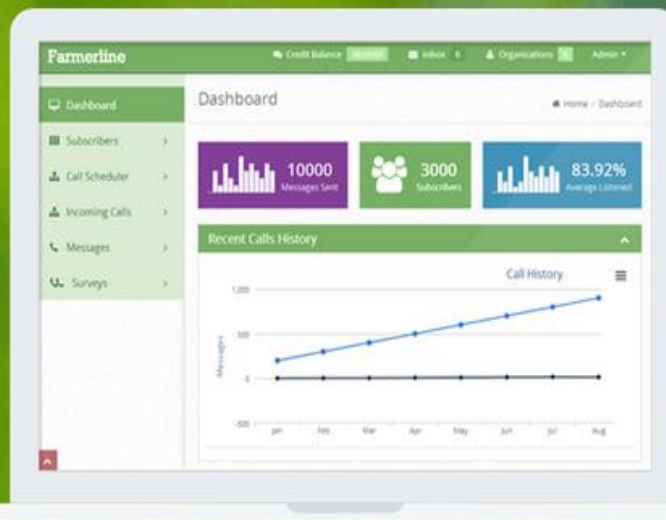 Farmerline
Credit Balance
Inbox 6
Organizations
Admin
Dashboard
Dashboard
Home / Dashboard
Subscribers
Call Scheduler
Incoming Calls
Messages
Surveys
10000
Messages Sent
3000
Subscribers
83.92%
Average Listened
Recent Calls History
Call History
Messages
1,000
500
0
-500
Jan Feb Mar Apr May Jun Jul Aug